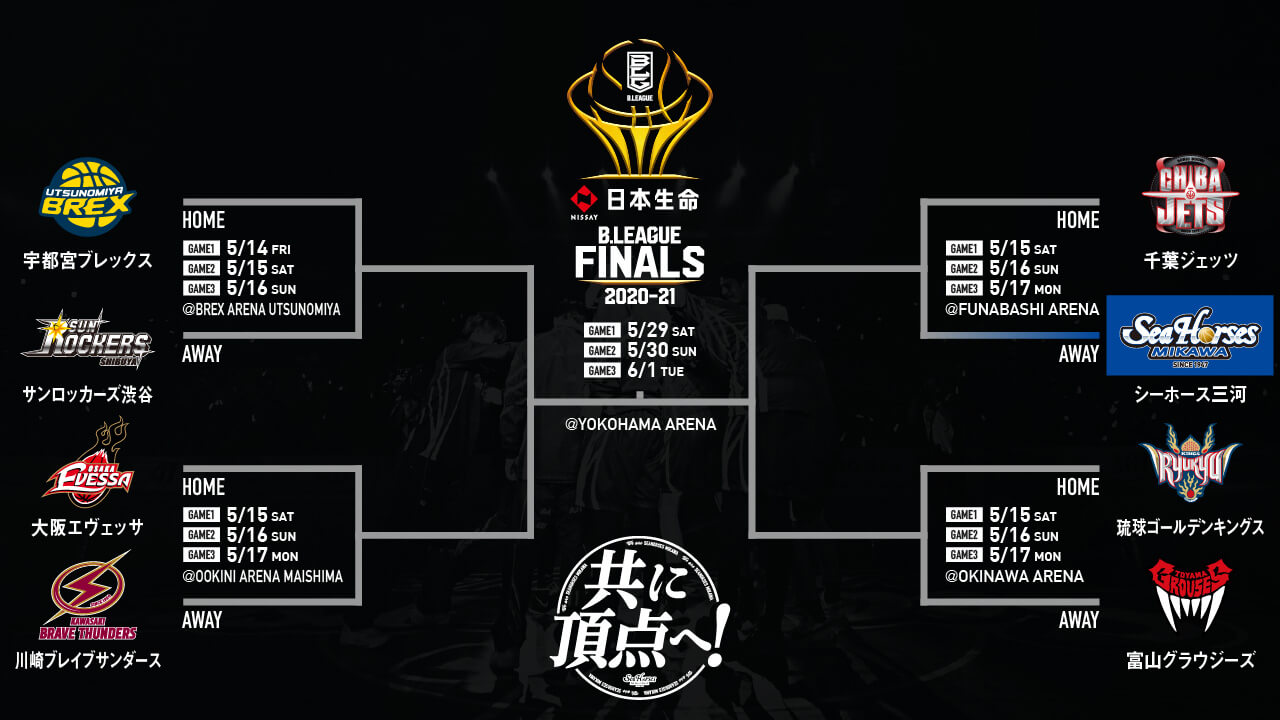 B.LEAGUE
NISSAY
日本生命
B.LEAGUE
FINALS
2020-21
GAME1 5/29 SAT
GAME2 5/30 SUN
GAME3 6/1 TUE
@YOKOHAMA ARENA
UTSUNOMIYA
BREX
宇都宮ブレックス
HOME
GAME1 5/14 FRI
GAME2 5/15 SAT
GAME3 5/16 SUN
@BREX ARENA UTSUNOMIYA
AWAY
SUN
ROCKERS
SHIBUYA
サンロッカーズ渋谷
OSAKA
EVESSA
大阪エヴェッサ
HOME
GAME1 5/15 SAT
GAME2 5/16 SUN
GAME3 5/17 MON
@OOKINI ARENA MAISHIMA
AWAY
KAWASAKI
BRAVE THUNDERS
川崎ブレイブサンダース
CHIBA
JETS
千葉ジェッツ
HOME
GAME1 5/15 SAT
GAME2 5/16 SUN
GAME3 5/17 MON
@FUNABASHI ARENA
AWAY
SeaHorses
MIKAWA
SINCE 1947
シーホース三河
KINGS
RYUKYU
琉球ゴールデンキングス
HOME
GAME1 5/15 SAT
GAME2 5/16 SUN
GAME3 5/17 MON
@OKINAWA ARENA
AWAY
TOYAMA
GROUSES
富山グラウジーズ
共に
頂点へ!
SeaHorses